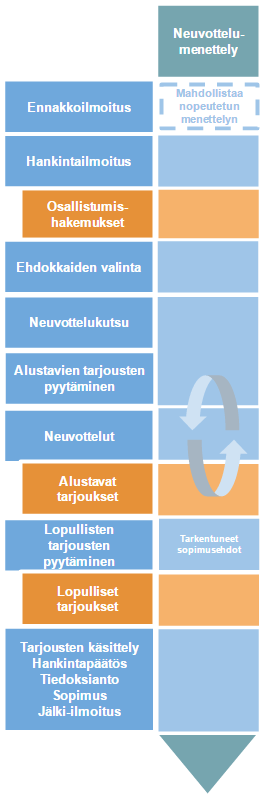 Neuvottelu-
menettely
Ennakkoilmoitus
Mahdollistaa
nopeutetun
menettelyn
Hankintailmoitus
Osallistumis-
hakemukset
Ehdokkaiden valinta
Neuvottelukutsu
Alustavien tarjousten
pyytäminen
Neuvottelut
Alustavat
tarjoukset
Lopullisten
tarjousten
pyytäminen
Tarkentuneet
sopimusehdot
Lopulliset
tarjoukset
Tarjousten käsittely
Hankintapäätös
Tiedoksianto
Sopimus
Jälki-ilmoitus